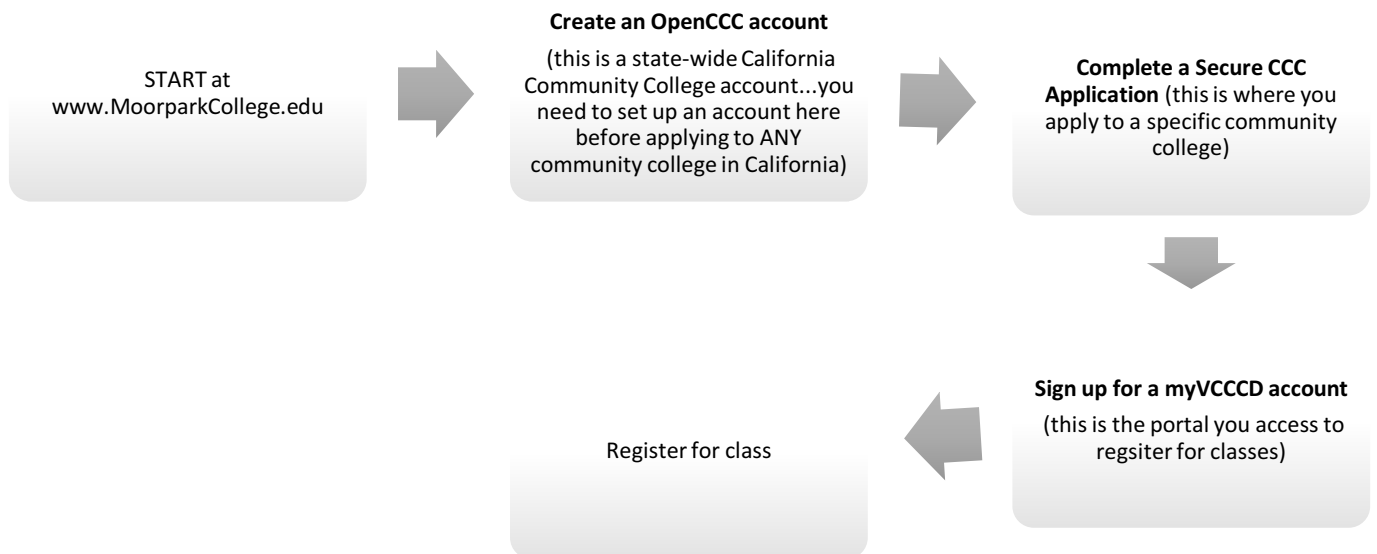 START at
www.MoorparkCollege.edu
Create an OpenCCC account
(this is a state-wide California
Community College account...you
need to set up an account here
before applying to ANY
community college in California)
Complete a Secure CCC
Application (this is where you
apply to a specific community
college)
Sign up for a myVCCCD account
(this is the portal you access to
regsiter for classes)
Register for class